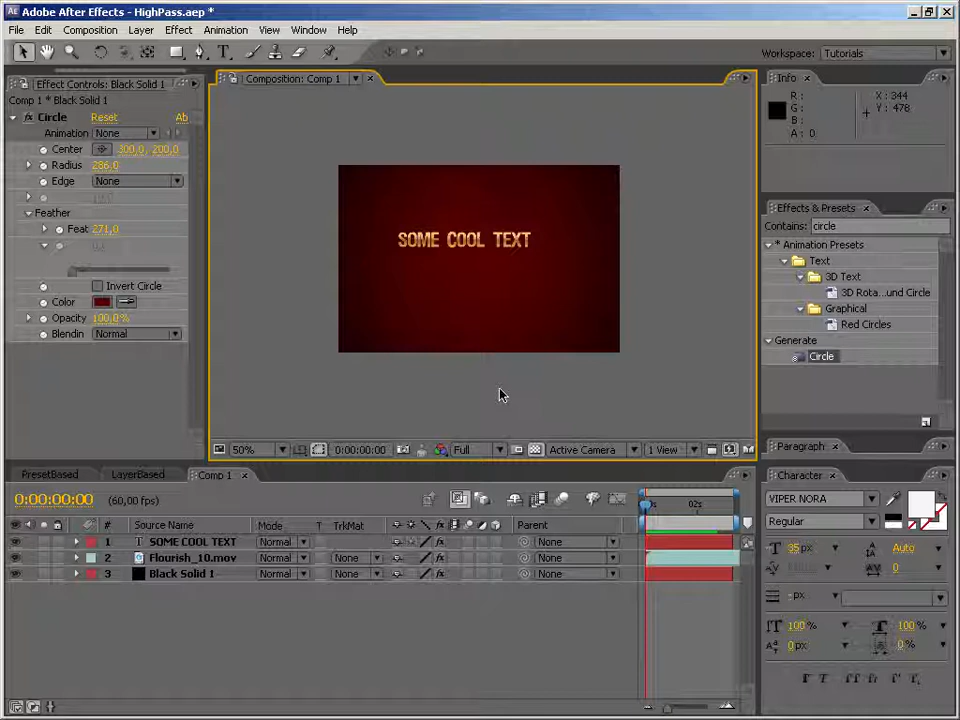 Adobe After Effects - HighPass.aep *
File Edit Composition Layer Effect Animation View Window Help
Workspace: Tutorials
Effect Controls: Black Solid 1
Comp 1 * Black Solid 1
Circle Reset Ab
Animation None
Center 300,0, 200,0
Radius 286,0
Edge None
Feather
Feat 271,0
Invert Circle
Color
Opacity 100,0%
Blendin Normal
Composition: Comp 1
SOME COOL TEXT
50% 0:00:00:00 Full Active Camera 1 View
Info
R: X: 344
G: Y: 478
B:
A: 0
Effects & Presets
Contains: circle
* Animation Presets
Text
3D Text
3D Rota...und Circle
Graphical
Red Circles
Generate
Circle
Paragraph
Character
VIPER NORA
Regular
35 px Auto
0
- px
100 % 100 %
0 px 0 %
PresetBased LayerBased Comp 1
0:00:00:00 (60,00 fps)
02s
# Source Name Mode T TrkMat Parent
1 T SOME COOL TEXT Normal None
2 Flourish_10.mov Normal None None
3 Black Solid 1 Normal None None